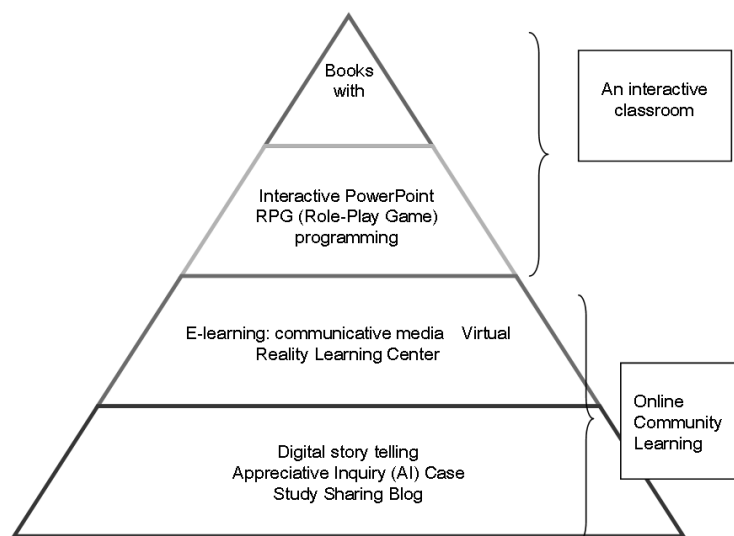 Books
with
An interactive
classroom
Interactive PowerPoint
RPG (Role-Play Game)
programming
E-learning: communicative media Virtual
Reality Learning Center
Online
Community
Learning
Digital story telling
Appreciative Inquiry (AI) Case
Study Sharing Blog